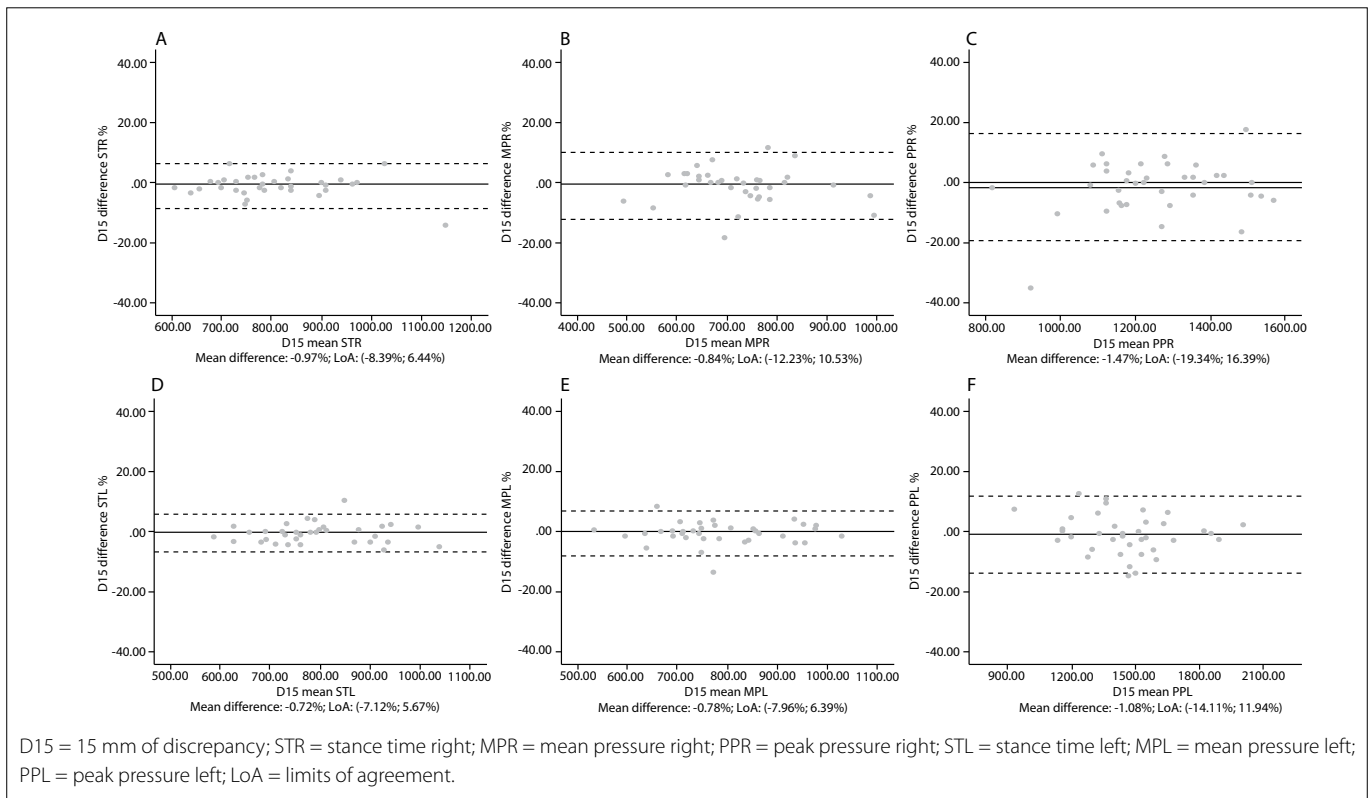 A
40.00
20.00
.00
-20.00
-40.00
D15 difference STR %
600.00 700.00 800.00 900.00 1000.00 1100.00 1200.00
D15 mean STR
Mean difference: -0.97%; LoA: (-8.39%; 6.44%)
B
40.00
20.00
.00
-20.00
-40.00
D15 difference MPR %
400.00 500.00 600.00 700.00 800.00 900.00 1000.00
D15 mean MPR
Mean difference: -0.84%; LoA: (-12.23%; 10.53%)
C
40.00
20.00
.00
-20.00
-40.00
D15 difference PPR %
800.00 1000.00 1200.00 1400.00 1600.00
D15 mean PPR
Mean difference: -1.47%; LoA: (-19.34%; 16.39%)
D
40.00
20.00
.00
-20.00
-40.00
D15 difference STL %
500.00 600.00 700.00 800.00 900.00 1000.00 1100.00
D15 mean STL
Mean difference: -0.72%; LoA: (-7.12%; 5.67%)
E
40.00
20.00
.00
-20.00
-40.00
D15 difference MPL %
500.00 600.00 700.00 800.00 900.00 1000.00 1100.00
D15 mean MPL
Mean difference: -0.78%; LoA: (-7.96%; 6.39%)
F
40.00
20.00
.00
-20.00
-40.00
D15 difference PPL %
900.00 1200.00 1500.00 1800.00 2100.00
D15 mean PPL
Mean difference: -1.08%; LoA: (-14.11%; 11.94%)
D15 = 15 mm of discrepancy; STR = stance time right; MPR = mean pressure right; PPR = peak pressure right; STL = stance time left; MPL = mean pressure left;
PPL = peak pressure left; LoA = limits of agreement.